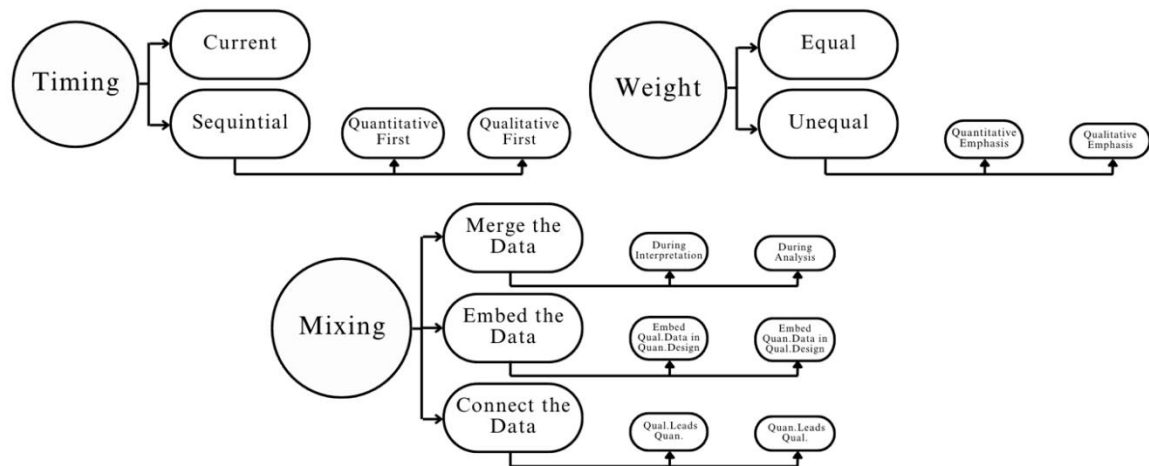 Timing
Current
Sequintial
Quantitative
First
Qualitative
First
Weight
Equal
Unequal
Quantitative
Emphasis
Qualitative
Emphasis
Mixing
Merge the
Data
During
Interpretation
During
Analysis
Embed the
Data
Embed
Qual.Data in
Quan.Design
Embed
Quan.Data in
Qual.Design
Connect the
Data
Qual.Leads
Quan.
Quan.Leads
Qual.